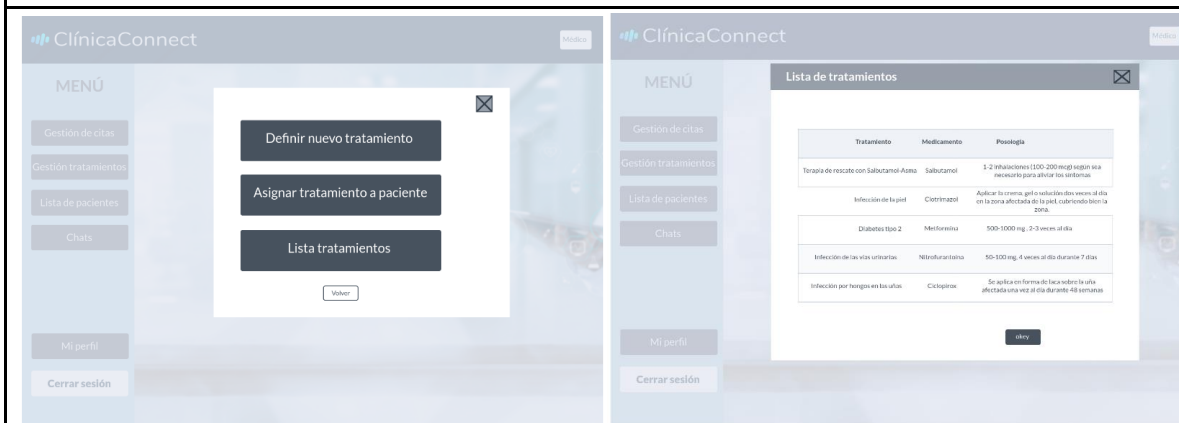 ClínicaConnect
Médico
MENÚ
Gestión de citas
Gestión tratamientos
Lista de pacientes
Chats
Mi perfil
Cerrar sesión
Definir nuevo tratamiento
Asignar tratamiento a paciente
Lista tratamientos
Volver
ClínicaConnect
Médico
MENÚ
Gestión de citas
Gestión tratamientos
Lista de pacientes
Chats
Mi perfil
Cerrar sesión
Lista de tratamientos
Tratamiento Medicamento Posología
Terapia de rescate con Salbutamol-Asma Salbutamol 1-2 inhalaciones (100-200 mcg) según sea
necesario para aliviar los síntomas
Infección de la piel Clotrimazol Aplicar la crema, gel o solución dos veces al día
en la zona afectada de la piel, cubriendo bien la
zona.
Diabetes tipo 2 Metformina 500-1000 mg , 2-3 veces al día
Infección de las vías urinarias Nitrofurantoína 50-100 mg, 4 veces al día durante 7 días
Infección por hongos en las uñas Ciclopirox Se aplica en forma de laca sobre la uña
afectada una vez al día durante 48 semanas
okey